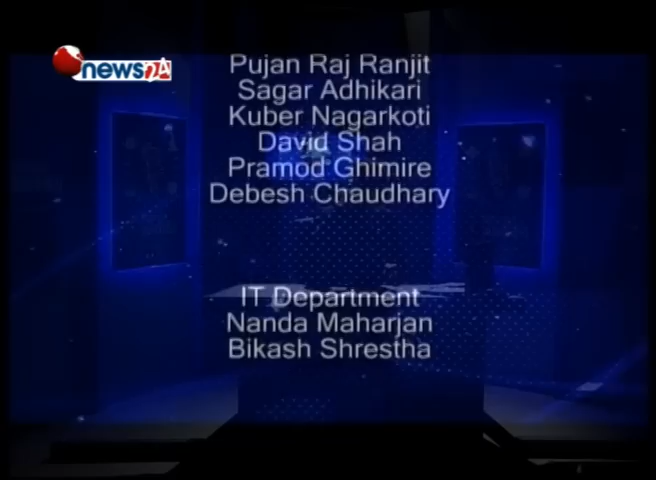 news24
Pujan Raj Ranjit
Sagar Adhikari
Kuber Nagarkoti
David Shah
Pramod Ghimire
Debesh Chaudhary
IT Department
Nanda Maharjan
Bikash Shrestha